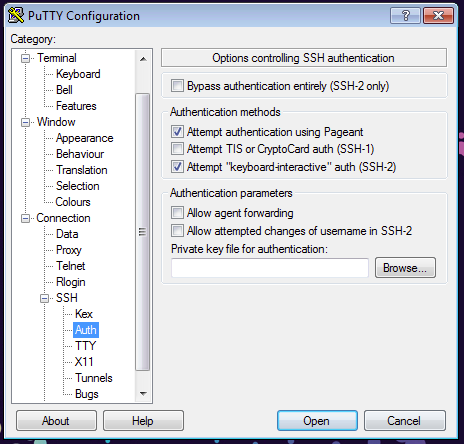 PuTTY Configuration
Category:
Terminal
Keyboard
Bell
Features
Window
Appearance
Behaviour
Translation
Selection
Colours
Connection
Data
Proxy
Telnet
Rlogin
SSH
Kex
Auth
TTY
X11
Tunnels
Bugs
Options controlling SSH authentication
Bypass authentication entirely (SSH-2 only)
Authentication methods
Attempt authentication using Pageant
Attempt TIS or CryptoCard auth (SSH-1)
Attempt "keyboard-interactive" auth (SSH-2)
Authentication parameters
Allow agent forwarding
Allow attempted changes of username in SSH-2
Private key file for authentication:
Browse...
About
Help
Open
Cancel